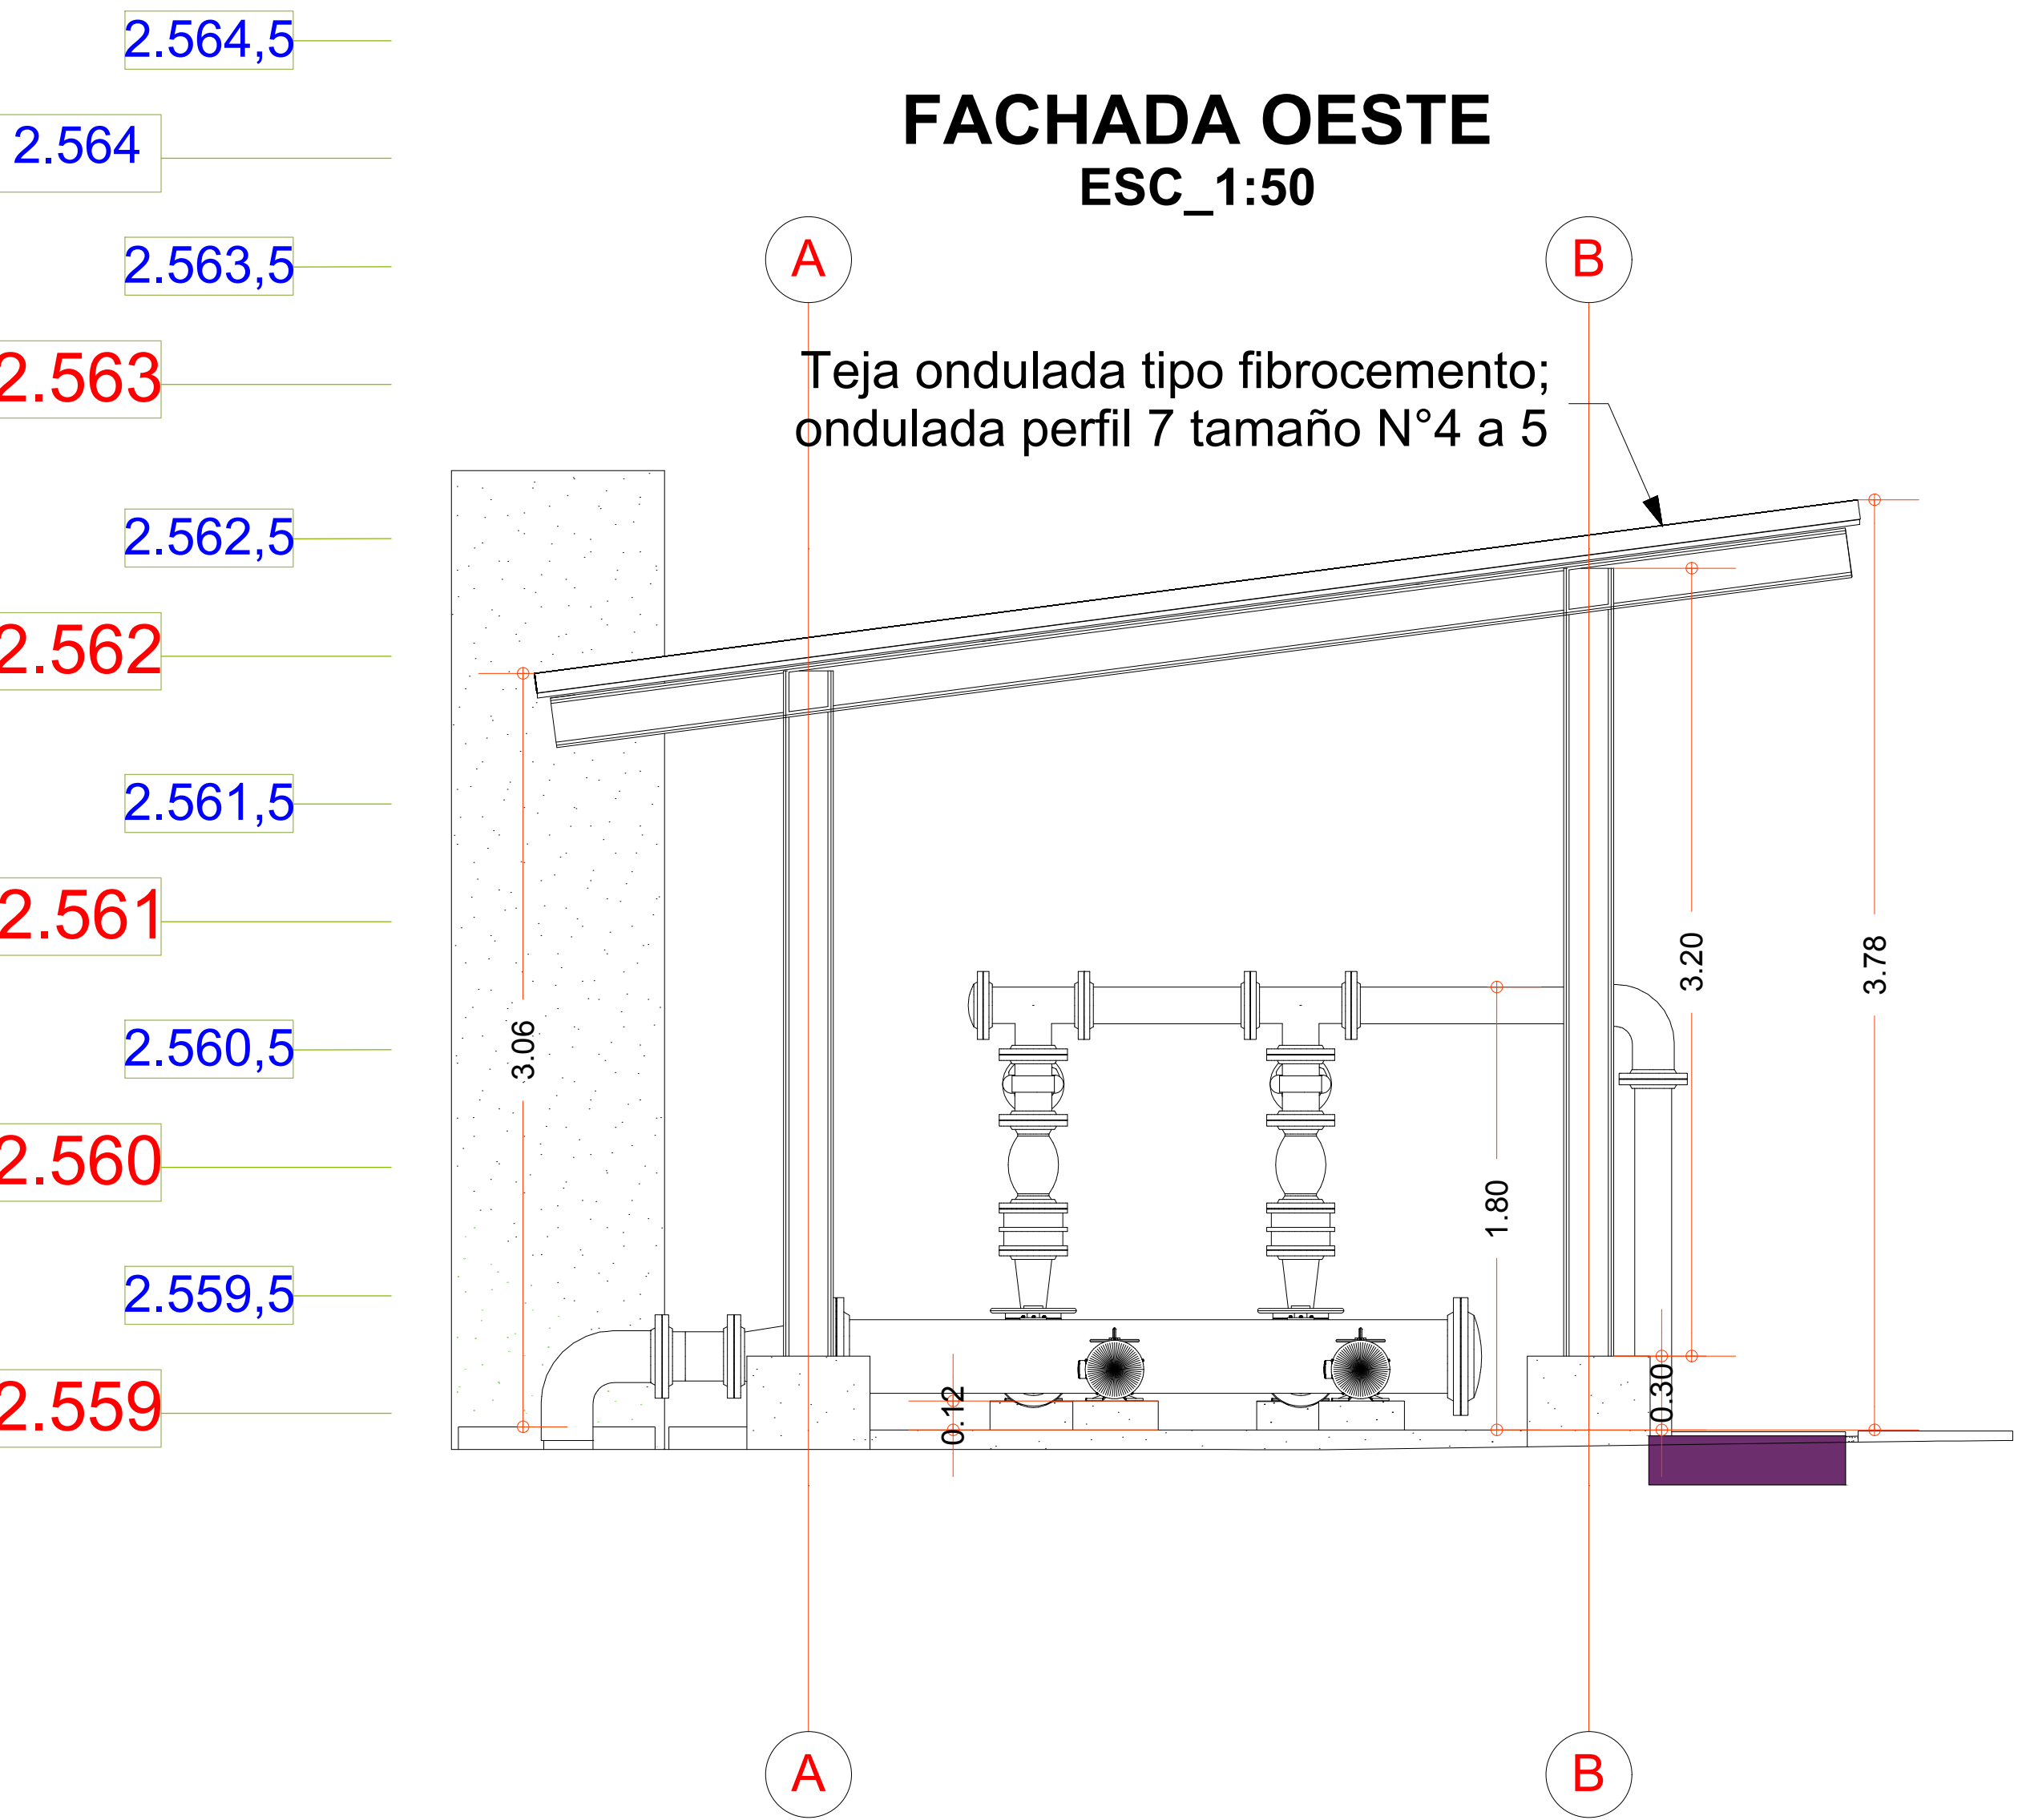 2.564,5
FACHADA OESTE
2.564
ESC_1:50
2.563,5
A
B
2.563
Teja ondulada tipo fibrocemento;
ondulada perfil 7 tamaño N°4 a 5
2.562,5
2.562
2.561,5
2.561
3.20
3.78
2.560,5
3.06
2.560
1.80
2.559,5
2.559
0.12
0.30
A
B